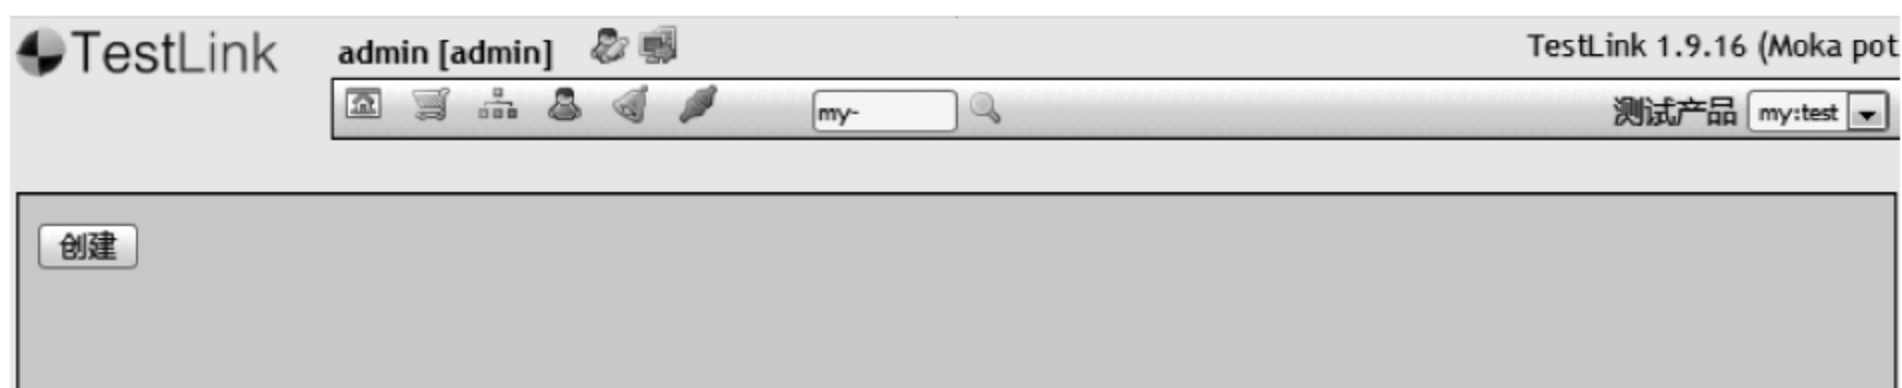 TestLink admin [admin] TestLink 1.9.16 (Moka pot
my- 测试产品 my:test
创建